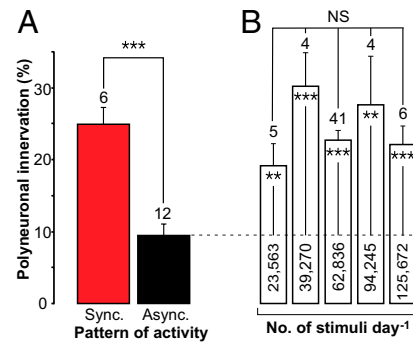 A
B
NS
***
Polyneuronal innervation (%)
30
20
10
0
6
12
Sync.
Async.
Pattern of activity
5
**
23,563
4
***
39,270
41
***
62,836
4
**
94,245
6
***
125,672
No. of stimuli day-1